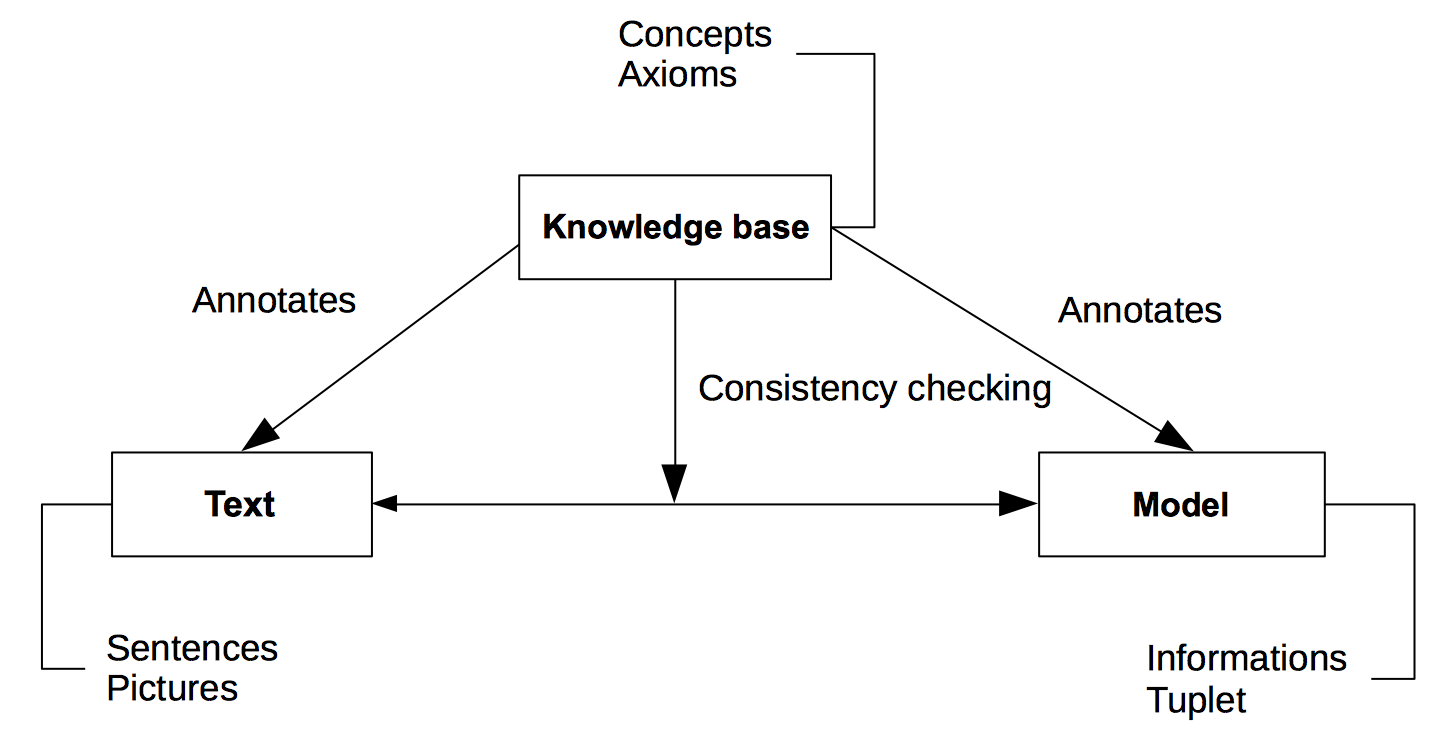 Concepts
Axioms
Knowledge base
Annotates
Annotates
Consistency checking
Text
Model
Sentences
Pictures
Informations
Tuplet